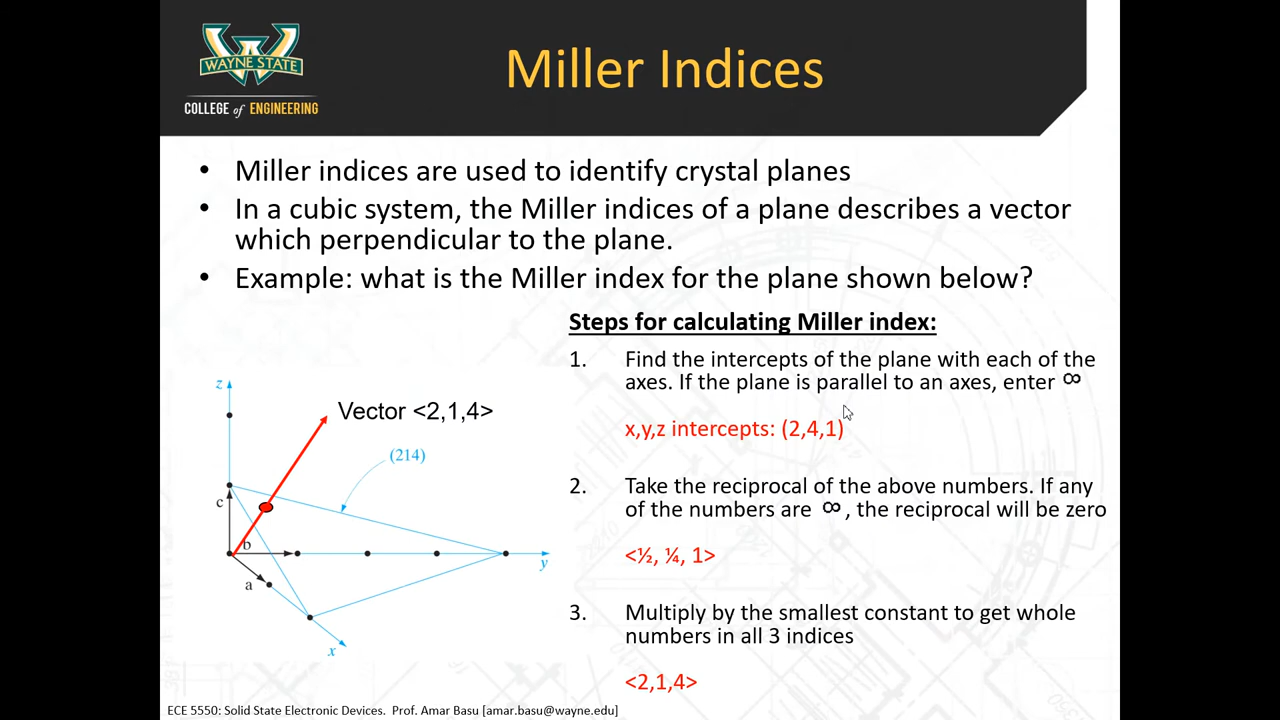 WAYNE STATE
COLLEGE of ENGINEERING
Miller Indices
• Miller indices are used to identify crystal planes
• In a cubic system, the Miller indices of a plane describes a vector
which perpendicular to the plane.
• Example: what is the Miller index for the plane shown below?
Steps for calculating Miller index:
1. Find the intercepts of the plane with each of the
axes. If the plane is parallel to an axes, enter ∞
x,y,z intercepts: (2,4,1)
2. Take the reciprocal of the above numbers. If any
of the numbers are ∞, the reciprocal will be zero
<½, ¼, 1>
3. Multiply by the smallest constant to get whole
numbers in all 3 indices
<2,1,4>
z
Vector <2,1,4>
(214)
c
b
a
y
x
ECE 5550: Solid State Electronic Devices. Prof. Amar Basu [amar.basu@wayne.edu]